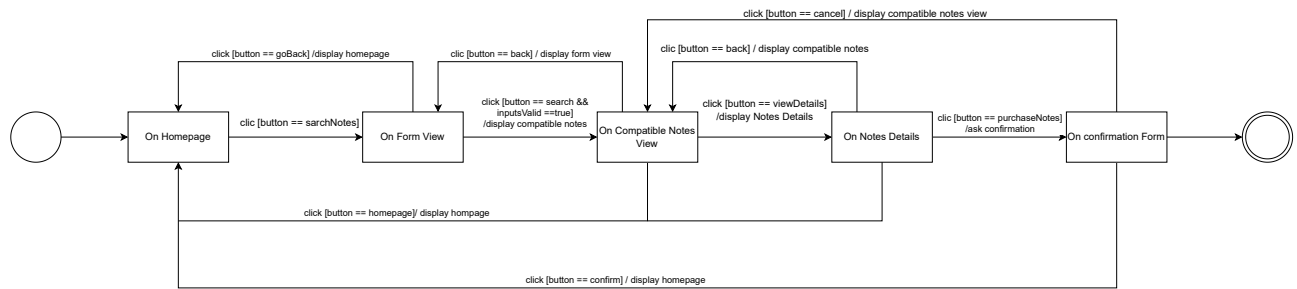 click [button == cancel] / display compatible notes view
click [button == goBack] /display homepage
clic [button == back] / display form view
clic [button == back] / display compatible notes
click [button == search &&
inputsValid ==true]
/display compatible notes
click [button == viewDetails]
/display Notes Details
On Homepage
clic [button == sarchNotes]
On Form View
On Compatible Notes
View
On Notes Details
clic [button == purchaseNotes]
/ask confirmation
On confirmation Form
click [button == homepage]/ display hompage
click [button == confirm] / display homepage